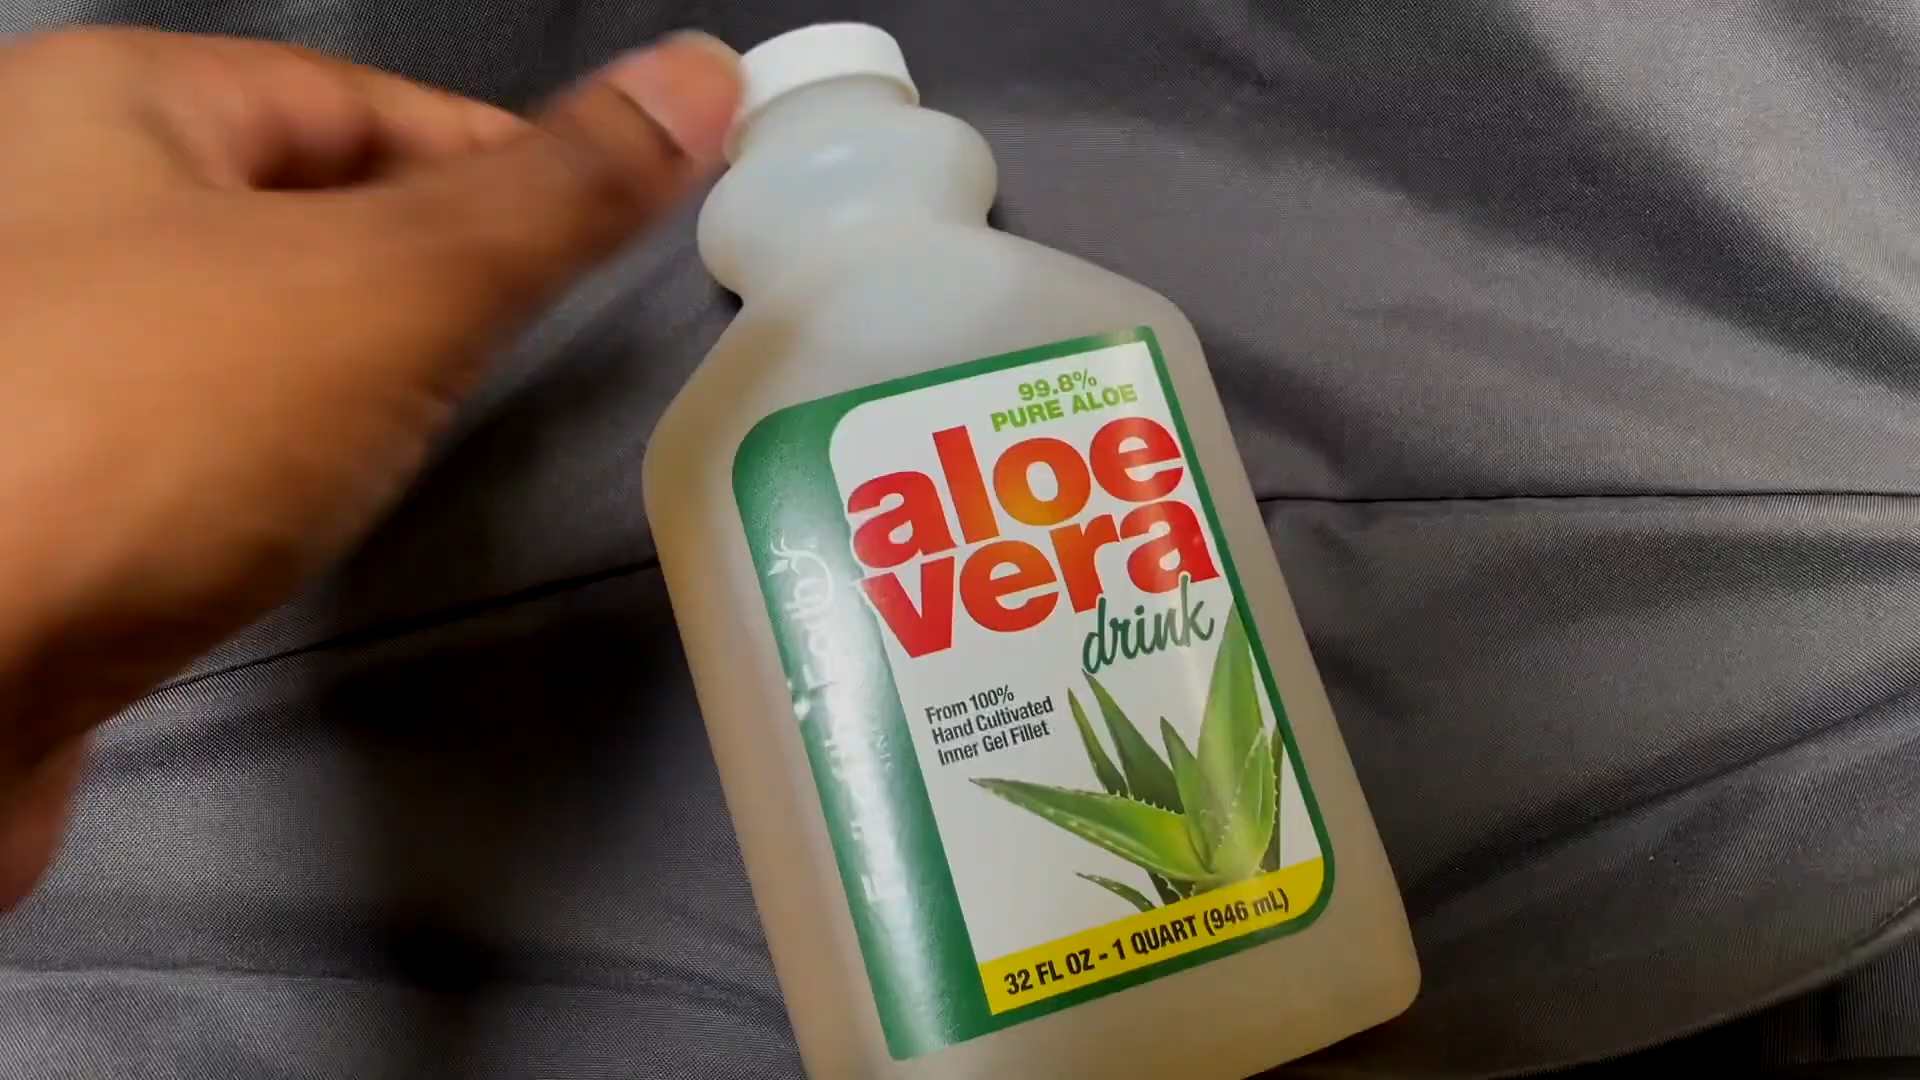 99.8%
PURE ALOE
aloe
vera
drink
From 100%
Hand Cultivated
Inner Gel Fillet
32 FL OZ - 1 QUART (946 mL)